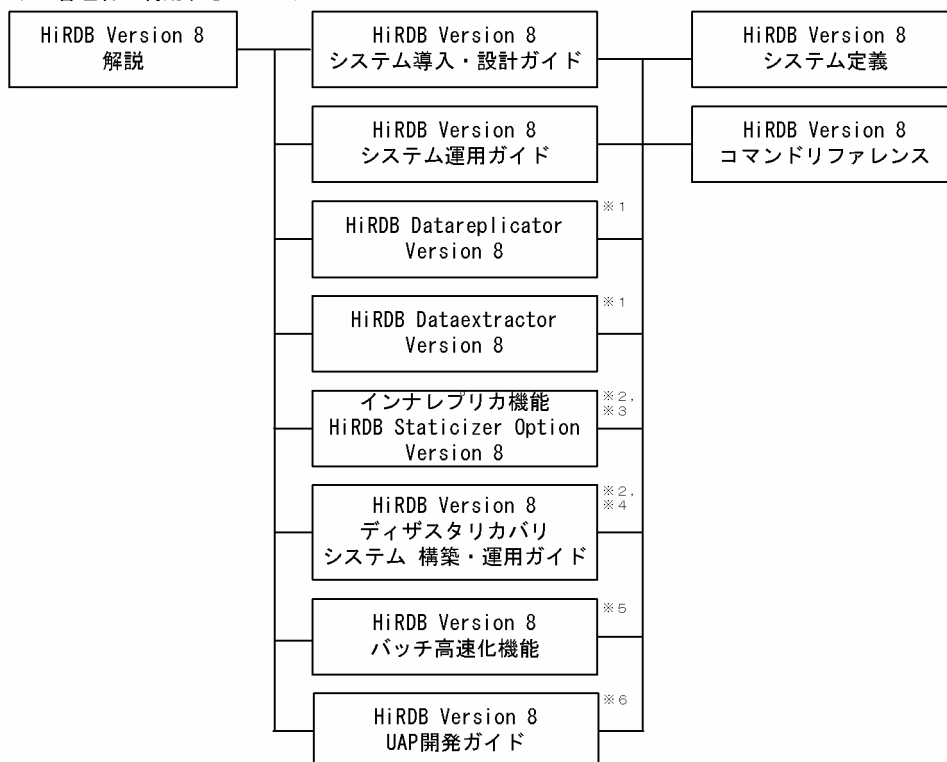 HiRDB Version 8
解説
HiRDB Version 8
システム導入・設計ガイド
HiRDB Version 8
システム定義
HiRDB Version 8
システム運用ガイド
HiRDB Version 8
コマンドリファレンス
HiRDB Datareplicator
Version 8
※1
HiRDB Dataextractor
Version 8
※1
インナレプリカ機能
HiRDB Staticizer Option
Version 8
※2,
※3
HiRDB Version 8
ディザスタリカバリ
システム 構築・運用ガイド
※2,
※4
HiRDB Version 8
バッチ高速化機能
※5
HiRDB Version 8
UAP開発ガイド
※6